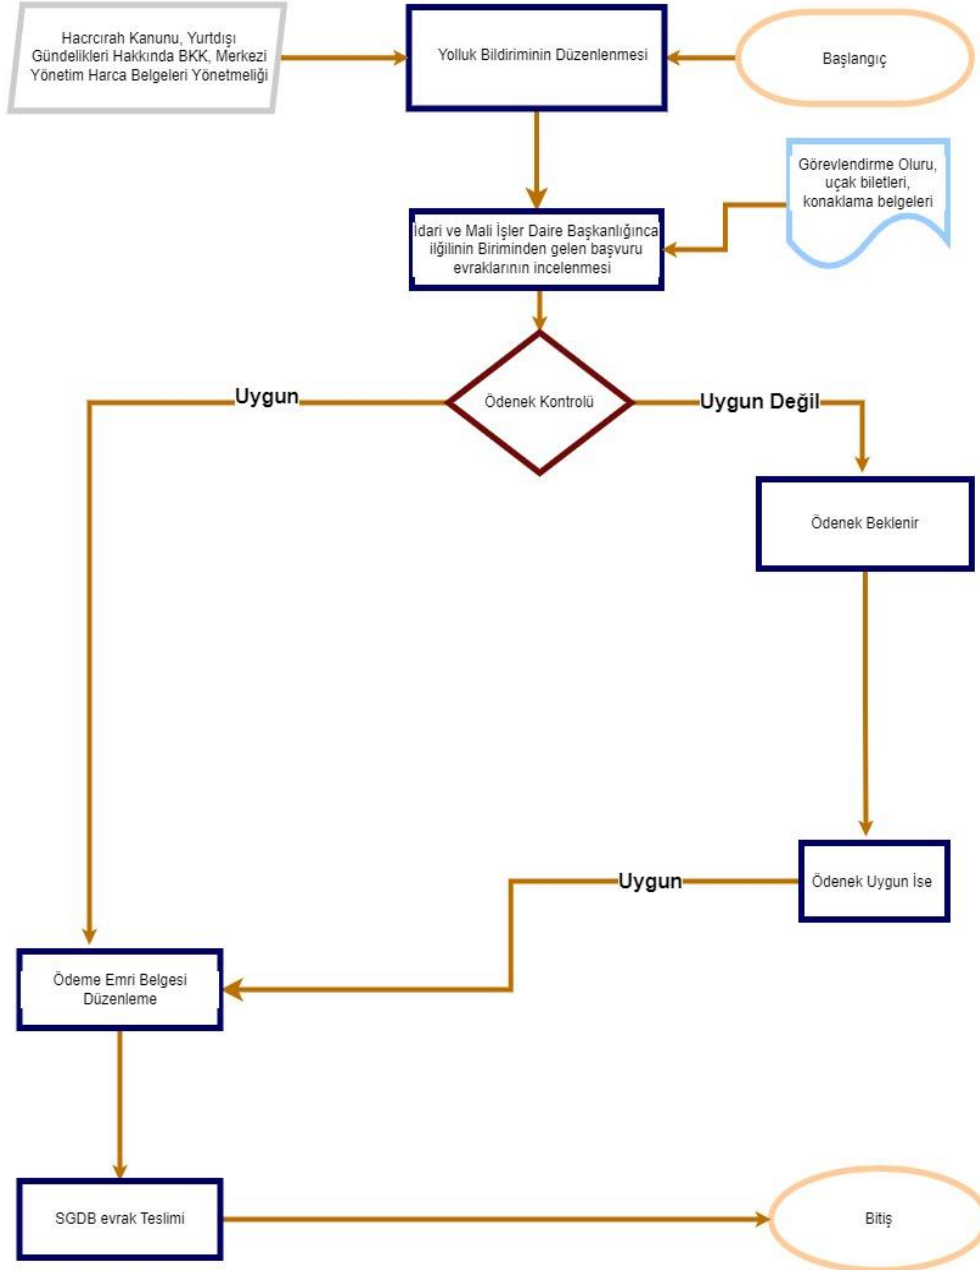 Hacrcırah Kanunu, Yurtdışı
Gündelikleri Hakkında BKK, Merkezi
Yönetim Harca Belgeleri Yönetmeliği
Yolluk Bildiriminin Düzenlenmesi
Başlangıç
Görevlendirme Oluru,
uçak biletleri,
konaklama belgeleri
İdari ve Mali İşler Daire Başkanlığınca
ilğilinin Biriminden gelen başvuru
evraklarının incelenmesi
Uygun
Ödenek Kontrolü
Uygun Değil
Ödenek Beklenir
Uygun
Ödenek Uygun İse
Ödeme Emri Belgesi
Düzenleme
SGDB evrak Teslimi
Bitiş